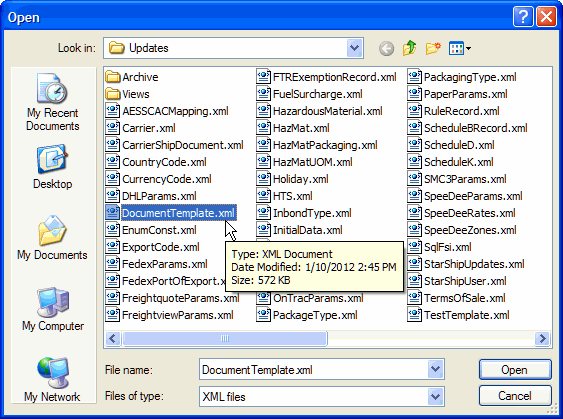 Open
Look in:
Updates
My Recent
Documents
Desktop
My Documents
My Computer
My Network
Archive
Views
AESSCACMapping.xml
Carrier.xml
CarrierShipDocument.xml
CountryCode.xml
CurrencyCode.xml
DHLParams.xml
DocumentTemplate.xml
EnumConst.xml
ExportCode.xml
FedexParams.xml
FedexPortOfExport.xml
FreightquoteParams.xml
FreightviewParams.xml
FTRExemptionRecord.xml
FuelSurcharge.xml
HazardousMaterial.xml
HazMat.xml
HazMatPackaging.xml
HazMatUOM.xml
Holiday.xml
HTS.xml
InbondType.xml
InitialData.xml
OnTracParams.xml
PackageType.xml
PackagingType.xml
PaperParams.xml
RuleRecord.xml
ScheduleBRecord.xml
ScheduleD.xml
ScheduleK.xml
SMC3Params.xml
SpeeDeeParams.xml
SpeeDeeRates.xml
SpeeDeeZones.xml
SqlFsi.xml
StarShipUpdates.xml
StarShipUser.xml
TermsOfSale.xml
TestTemplate.xml
Type: XML Document
Date Modified: 1/10/2012 2:45 PM
Size: 572 KB
File name:
DocumentTemplate.xml
Open
Files of type:
XML files
Cancel